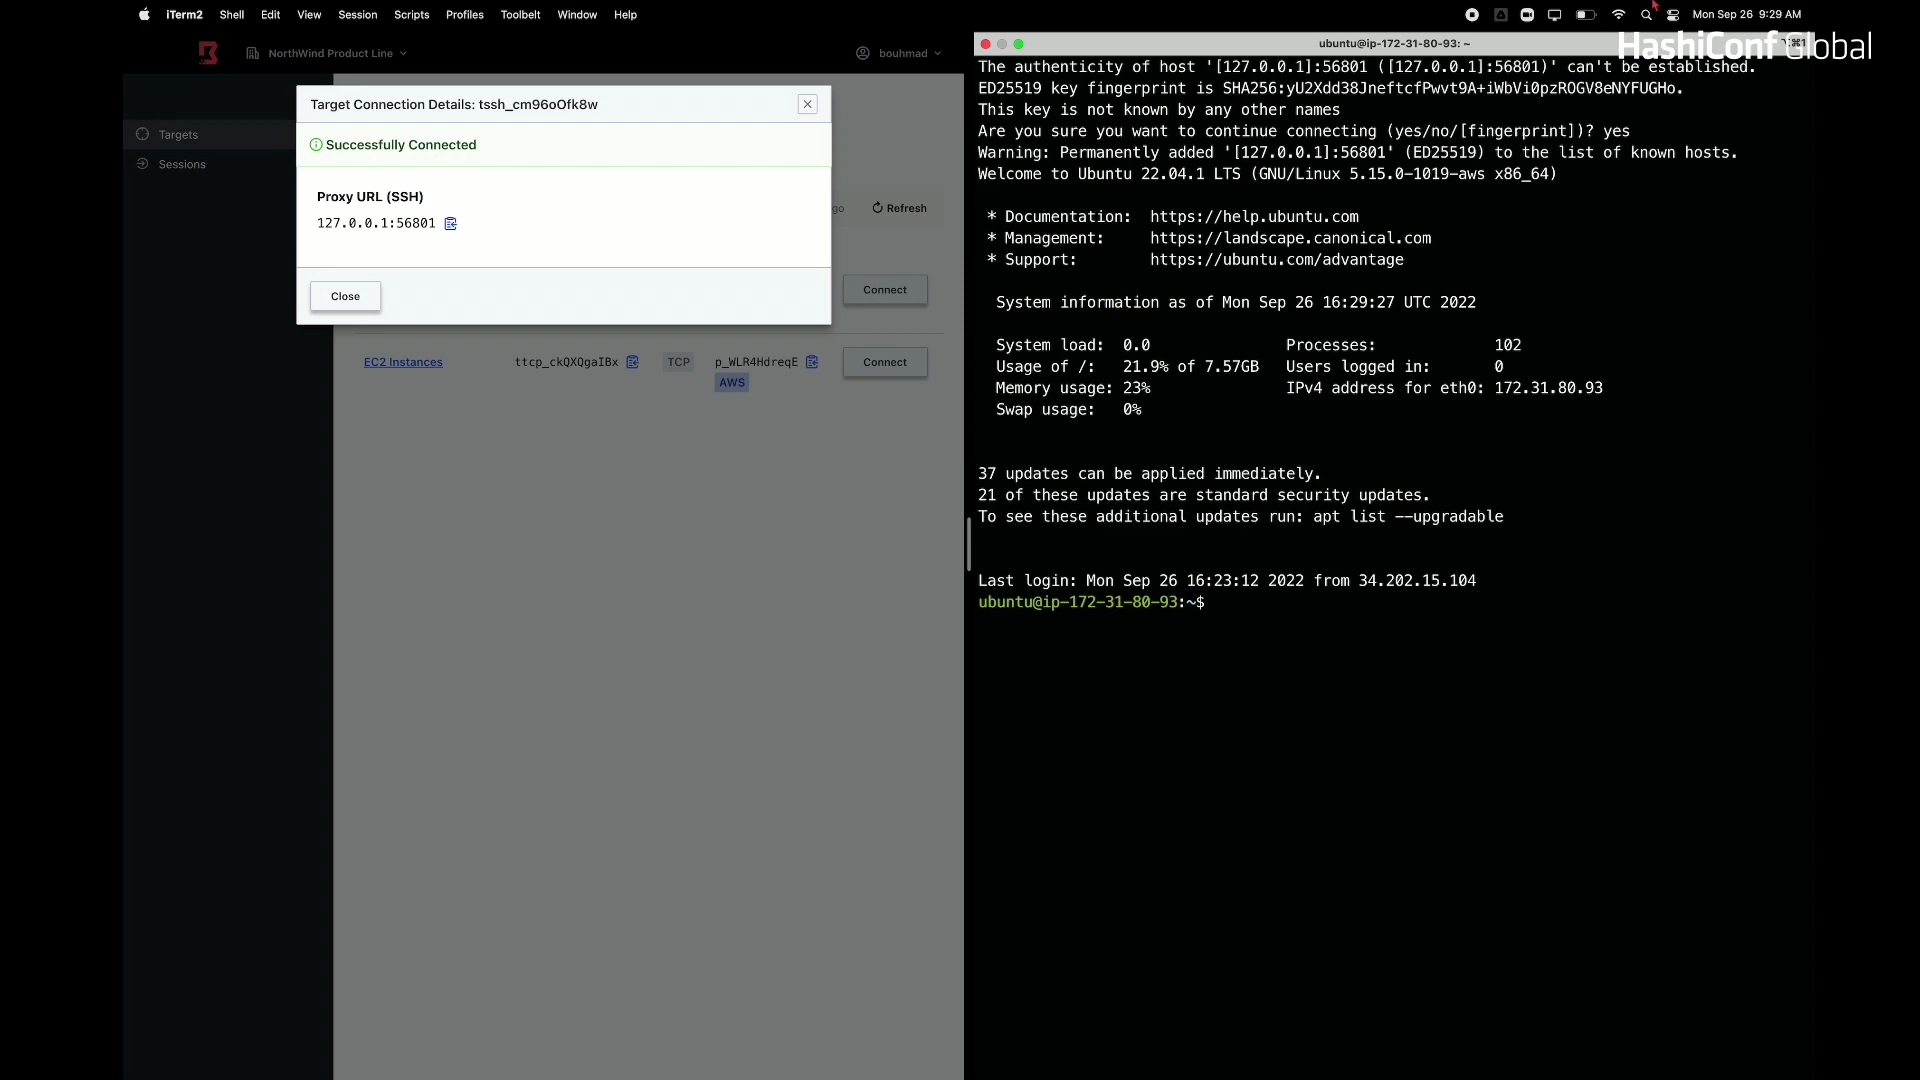 iTerm2 Shell Edit View Session Scripts Profiles Toolbelt Window Help
Mon Sep 26 9:29 AM
HashiConf Global
NorthWind Product Line
bouhmad
Targets
Sessions
Target Connection Details: tssh_cm96oOfk8w
Successfully Connected
Proxy URL (SSH)
127.0.0.1:56801
Close
go
Refresh
Connect
EC2 Instances ttcp_ckQXQgaIBx TCP p_WLR4HdreqE Connect
AWS
ubuntu@ip-172-31-80-93: ~
The authenticity of host '[127.0.0.1]:56801 ([127.0.0.1]:56801)' can't be established.
ED25519 key fingerprint is SHA256:yU2Xdd38JneftcfPwvt9A+iWbVi0pzROGV8eNYFUGHo.
This key is not known by any other names
Are you sure you want to continue connecting (yes/no/[fingerprint])? yes
Warning: Permanently added '[127.0.0.1]:56801' (ED25519) to the list of known hosts.
Welcome to Ubuntu 22.04.1 LTS (GNU/Linux 5.15.0-1019-aws x86_64)
* Documentation: https://help.ubuntu.com
* Management: https://landscape.canonical.com
* Support: https://ubuntu.com/advantage
System information as of Mon Sep 26 16:29:27 UTC 2022
System load: 0.0 Processes: 102
Usage of /: 21.9% of 7.57GB Users logged in: 0
Memory usage: 23% IPv4 address for eth0: 172.31.80.93
Swap usage: 0%
37 updates can be applied immediately.
21 of these updates are standard security updates.
To see these additional updates run: apt list --upgradable
Last login: Mon Sep 26 16:23:12 2022 from 34.202.15.104
ubuntu@ip-172-31-80-93:~$